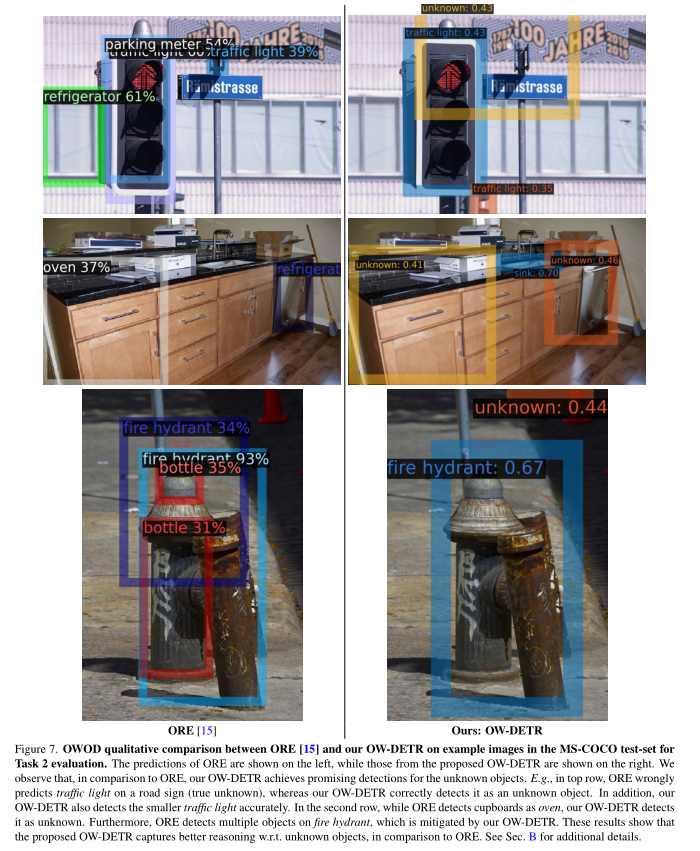 unknown: 0.43
parking meter 54%
traffic light 39%
traffic light: 0.43
100 JAHRE
100 JAHRE
refrigerator 61%
Rämistrasse
Rämistrasse
traffic light: 0.35
oven 37%
refrigerat
unknown: 0.41
unknown: 0.46
sink: 0.70
unknown: 0.44
fire hydrant 34%
fire hydrant 93%
bottle 35%
fire hydrant: 0.67
bottle 31%
ORE [15]
Ours: OW-DETR
Figure 7. OWOD qualitative comparison between ORE [15] and our OW-DETR on example images in the MS-COCO test-set for
Task 2 evaluation. The predictions of ORE are shown on the left, while those from the proposed OW-DETR are shown on the right. We
observe that, in comparison to ORE, our OW-DETR achieves promising detections for the unknown objects. E.g., in top row, ORE wrongly
predicts traffic light on a road sign (true unknown), whereas our OW-DETR correctly detects it as an unknown object. In addition, our
OW-DETR also detects the smaller traffic light accurately. In the second row, while ORE detects cupboards as oven, our OW-DETR detects
it as unknown. Furthermore, ORE detects multiple objects on fire hydrant, which is mitigated by our OW-DETR. These results show that
the proposed OW-DETR captures better reasoning w.r.t. unknown objects, in comparison to ORE. See Sec. B for additional details.